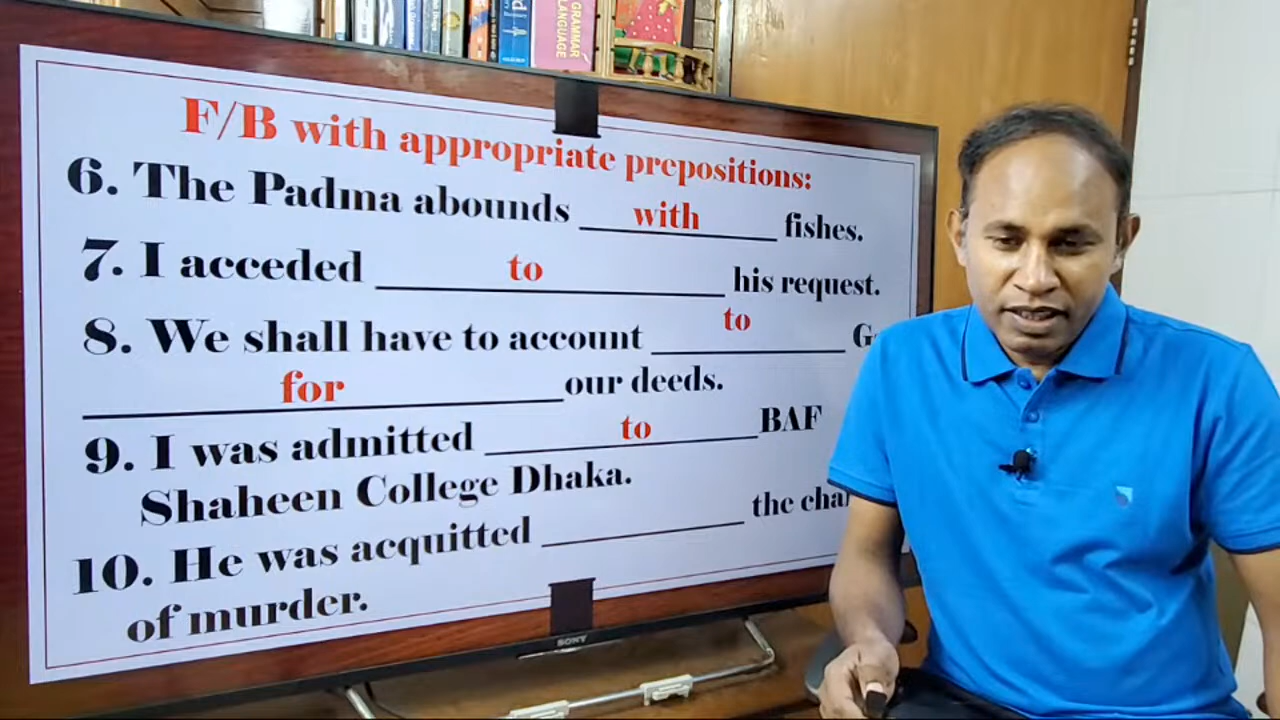 GRAMMAR
LANGUAGE
F/B with appropriate prepositions:
6. The Padma abounds with fishes.
7. I acceded to his request.
8. We shall have to account to
for our deeds.
9. I was admitted to BAF
Shaheen College Dhaka.
10. He was acquitted the
of murder.
SONY